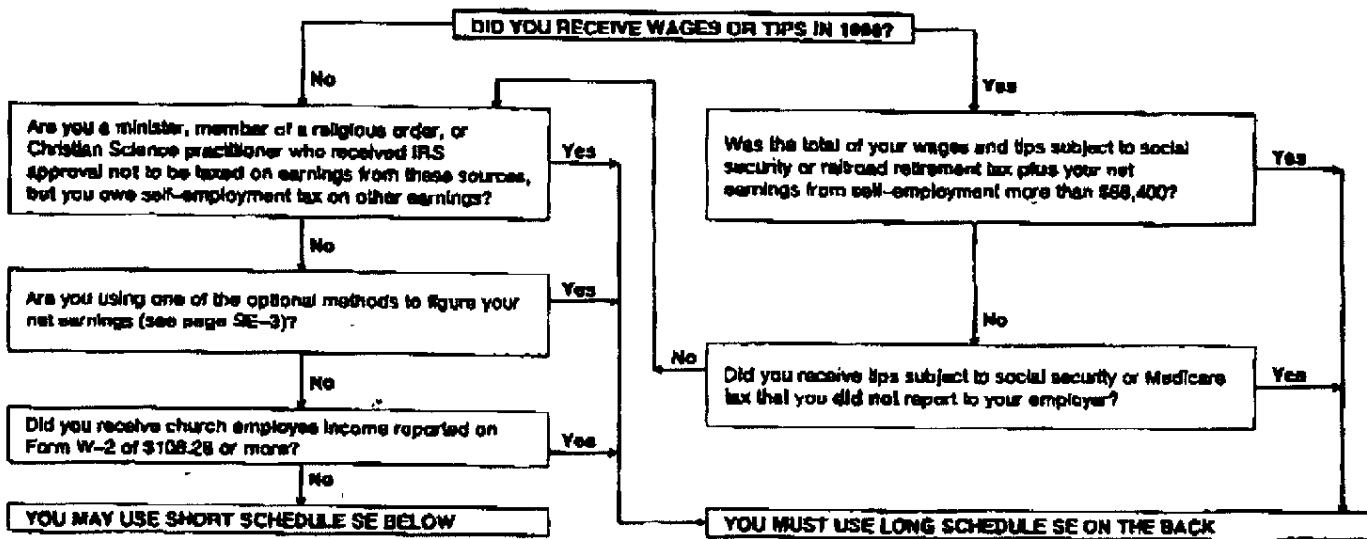 DID YOU RECEIVE WAGES OR TIPS IN 1998?
No
Yes
Are you a minister, member of a religious order, or
Christian Science practitioner who received IRS
approval not to be taxed on earnings from these sources,
but you owe self-employment tax on other earnings?
Yes
Was the total of your wages and tips subject to social
security or railroad retirement tax plus your net
earnings from self-employment more than $68,400?
Yes
No
Are you using one of the optional methods to figure your
net earnings (see page SE-3)?
Yes
No
No
Did you receive tips subject to social security or Medicare
tax that you did not report to your employer?
Yes
No
Did you receive church employee income reported on
Form W-2 of $108.28 or more?
Yes
No
YOU MAY USE SHORT SCHEDULE SE BELOW
YOU MUST USE LONG SCHEDULE SE ON THE BACK